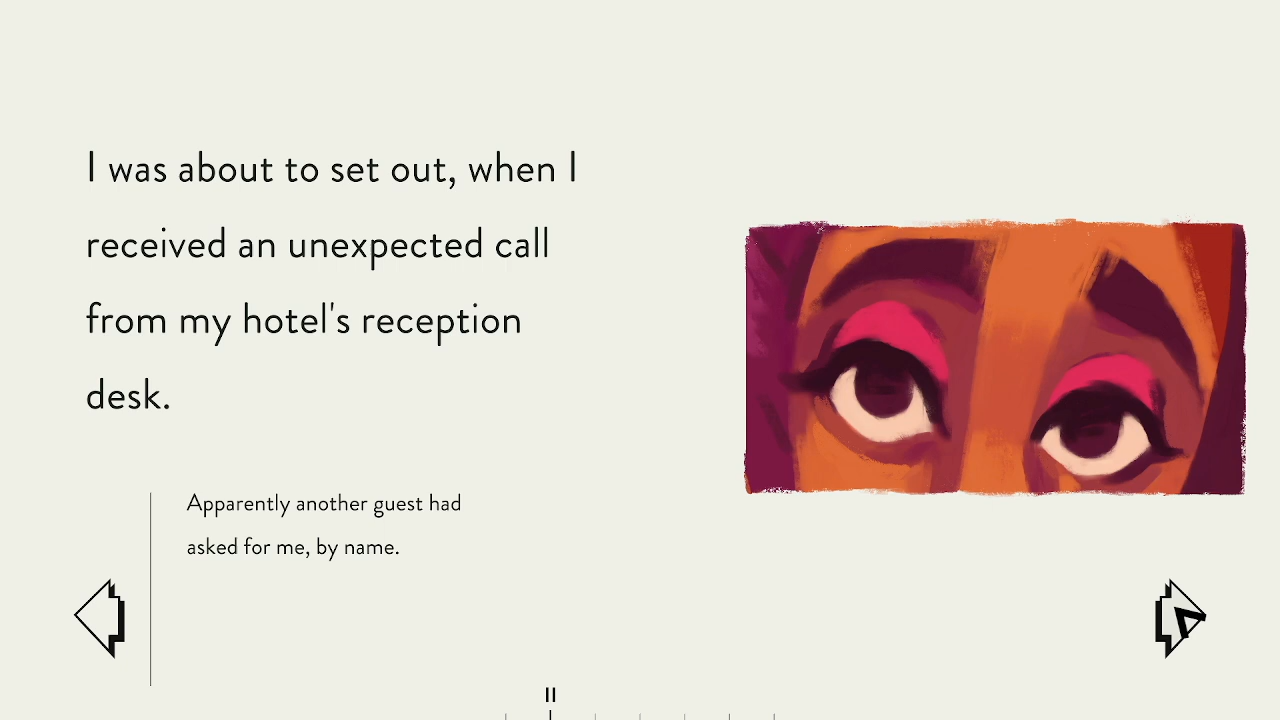 I was about to set out, when I
received an unexpected call
from my hotel's reception
desk.
Apparently another guest had
asked for me, by name.
II